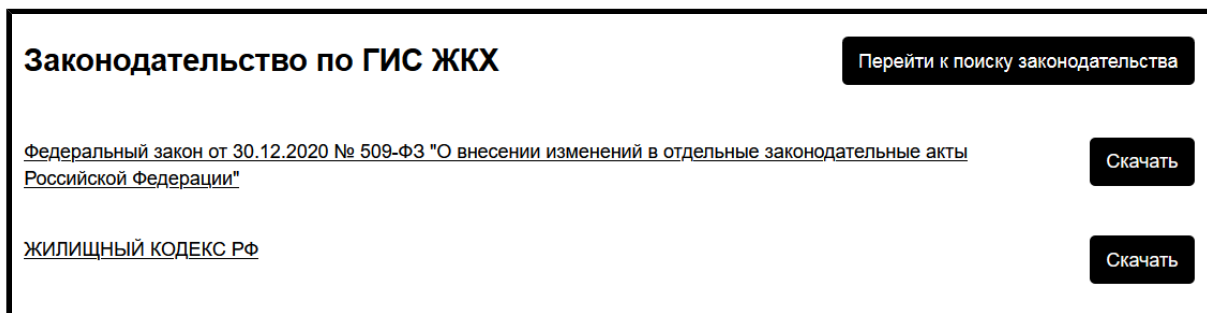 Законодательство по ГИС ЖКХ
Перейти к поиску законодательства
Федеральный закон от 30.12.2020 № 509-ФЗ "О внесении изменений в отдельные законодательные акты
Российской Федерации"
Скачать
ЖИЛИЩНЫЙ КОДЕКС РФ
Скачать